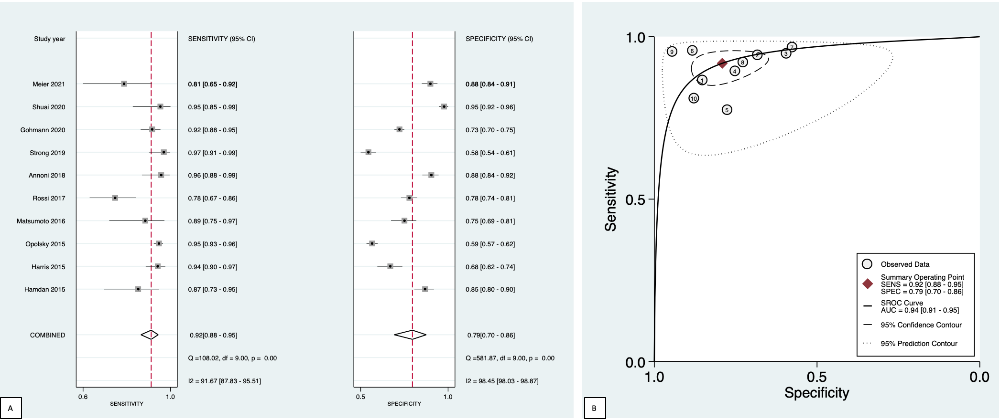 Study year SENSITIVITY (95% CI) SPECIFICITY (95% CI)
Meier 2021 0.81 [0.65 - 0.92] 0.88 [0.84 - 0.91]
Shuai 2020 0.95 [0.85 - 0.99] 0.95 [0.92 - 0.96]
Gohmann 2020 0.92 [0.88 - 0.95] 0.73 [0.70 - 0.75]
Strong 2019 0.97 [0.91 - 0.99] 0.58 [0.54 - 0.61]
Annoni 2018 0.96 [0.88 - 0.99] 0.88 [0.84 - 0.92]
Rossi 2017 0.78 [0.67 - 0.86] 0.78 [0.74 - 0.81]
Matsumoto 2016 0.89 [0.75 - 0.97] 0.75 [0.69 - 0.81]
Opolsky 2015 0.95 [0.93 - 0.96] 0.59 [0.57 - 0.62]
Harris 2015 0.94 [0.90 - 0.97] 0.68 [0.62 - 0.74]
Hamdan 2015 0.87 [0.73 - 0.95] 0.85 [0.80 - 0.90]
COMBINED 0.92[0.88 - 0.95] 0.79[0.70 - 0.86]
Q =108.02, df = 9.00, p = 0.00 Q =581.87, df = 9.00, p = 0.00
I2 = 91.67 [87.83 - 95.51] I2 = 98.45 [98.03 - 98.87]
0.6 1.0 0.5 1.0
SENSITIVITY SPECIFICITY
A
1.0
9 6 7
2 3
8
4
1
10
5
Sensitivity
0.5
Observed Data
Summary Operating Point
SENS = 0.92 [0.88 - 0.95]
SPEC = 0.79 [0.70 - 0.86]
SROC Curve
AUC = 0.94 [0.91 - 0.95]
95% Confidence Contour
95% Prediction Contour
0.0
1.0 0.5 0.0
Specificity
B